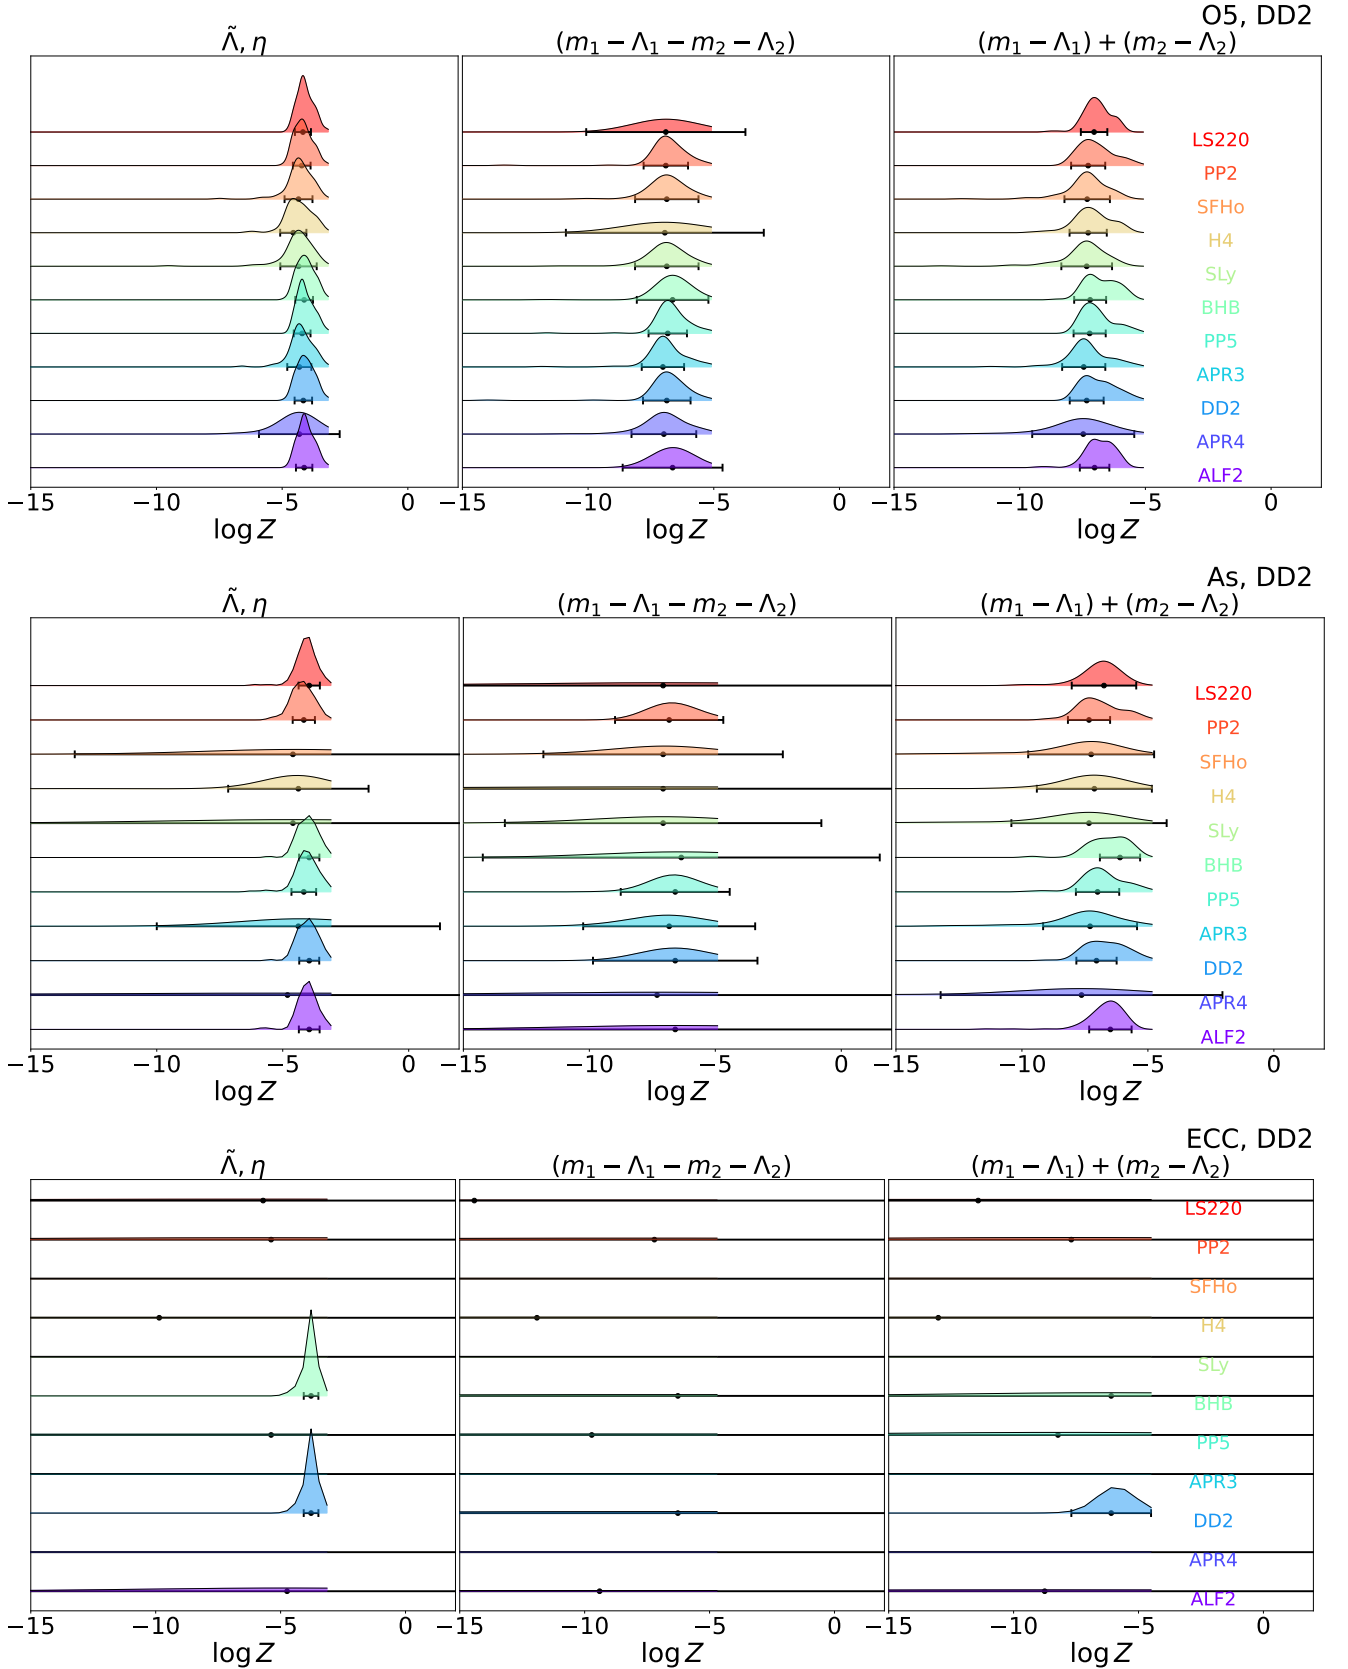 O5, DD2
Λ̃, η
(m₁ − Λ₁ − m₂ − Λ₂)
(m₁ − Λ₁) + (m₂ − Λ₂)
LS220
PP2
SFHo
H4
SLy
BHB
PP5
APR3
DD2
APR4
ALF2
−15 −10 −5 0 −15 −10 −5 0 −15 −10 −5 0
log Z log Z log Z
As, DD2
Λ̃, η
(m₁ − Λ₁ − m₂ − Λ₂)
(m₁ − Λ₁) + (m₂ − Λ₂)
LS220
PP2
SFHo
H4
SLy
BHB
PP5
APR3
DD2
APR4
ALF2
−15 −10 −5 0 −15 −10 −5 0 −15 −10 −5 0
log Z log Z log Z
ECC, DD2
Λ̃, η
(m₁ − Λ₁ − m₂ − Λ₂)
(m₁ − Λ₁) + (m₂ − Λ₂)
LS220
PP2
SFHo
H4
SLy
BHB
PP5
APR3
DD2
APR4
ALF2
−15 −10 −5 0 −15 −10 −5 0 −15 −10 −5 0
log Z log Z log Z